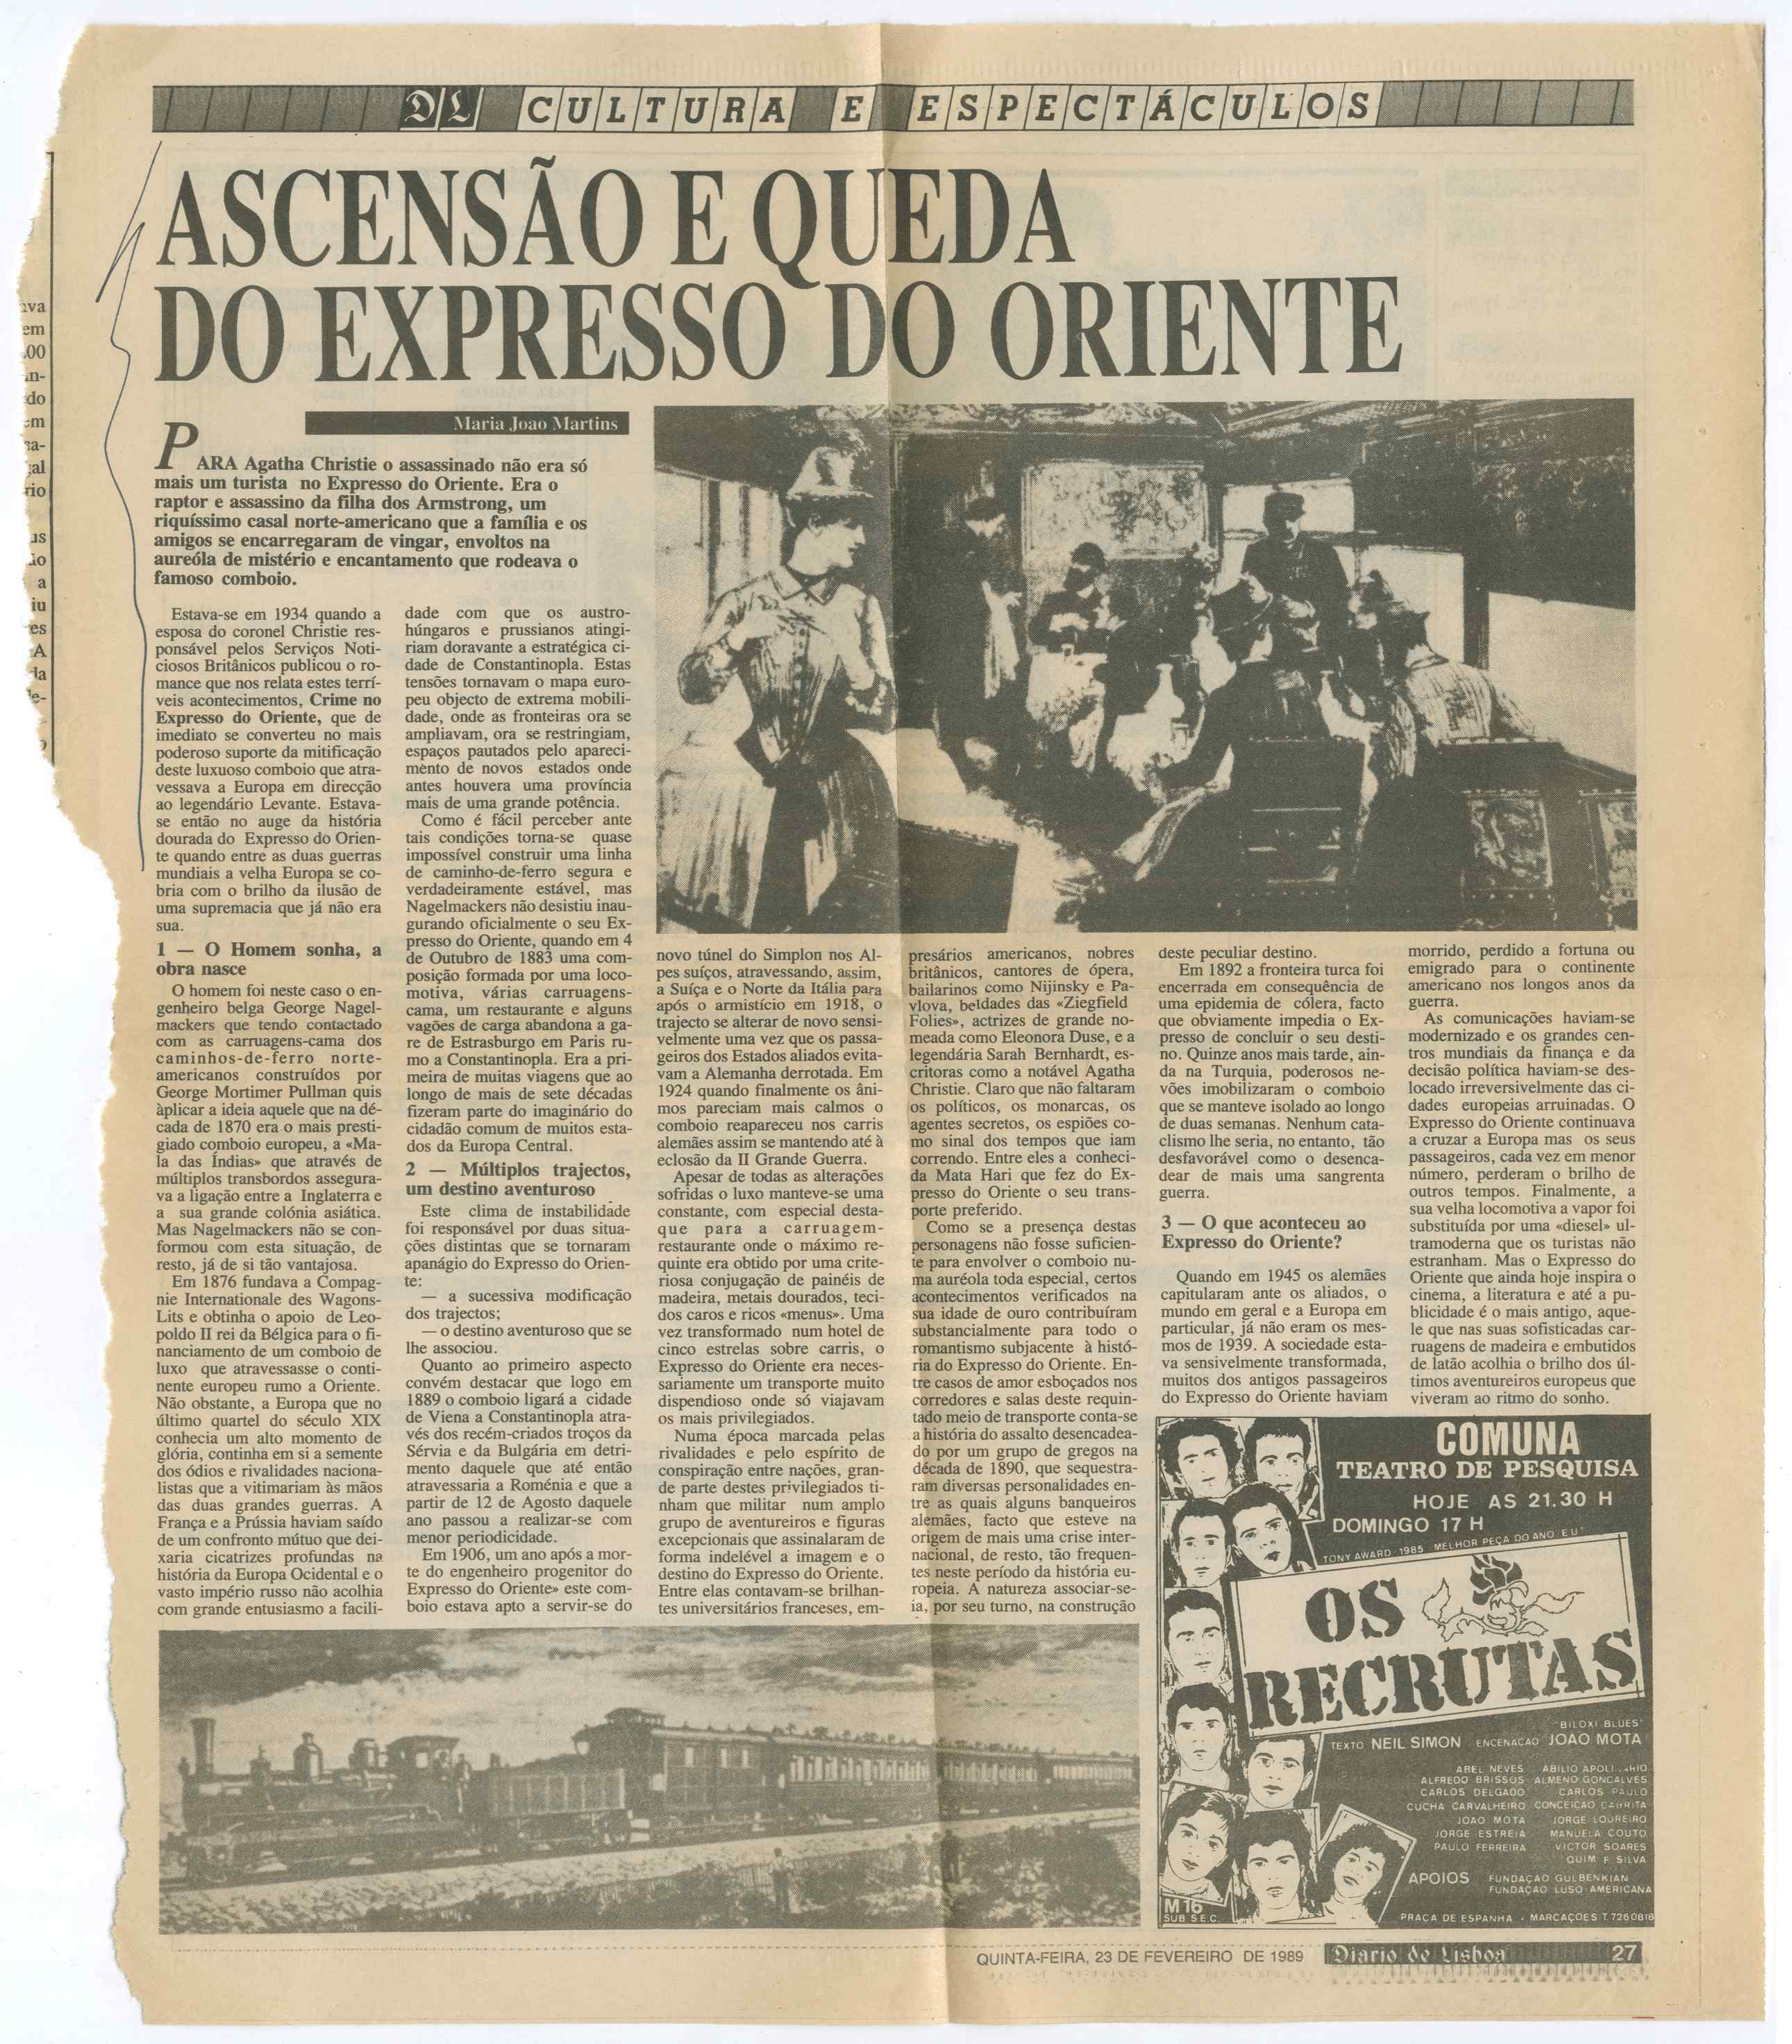 DL CULTURA E ESPECTÁCULOS
ASCENSÃO E QUEDA
DO EXPRESSO DO ORIENTE
Maria Joao Martins
PARA Agatha Christie o assassinado não era só
mais um turista no Expresso do Oriente. Era o
raptor e assassino da filha dos Armstrong, um
riquíssimo casal norte-americano que a família e os
amigos se encarregaram de vingar, envoltos na
aureóla de mistério e encantamento que rodeava o
famoso comboio.
Estava-se em 1934 quando a
esposa do coronel Christie res-
ponsável pelos Serviços Noti-
ciosos Britânicos publicou o ro-
mance que nos relata estes terrí-
veis acontecimentos, Crime no
Expresso do Oriente, que de
imediato se converteu no mais
poderoso suporte da mitificação
deste luxuoso comboio que atra-
vessava a Europa em direcção
ao legendário Levante. Estava-
se então no auge da história
dourada do Expresso do Orien-
te quando entre as duas guerras
mundiais a velha Europa se co-
bria com o brilho da ilusão de
uma supremacia que já não era
sua.
1 — O Homem sonha, a
obra nasce
O homem foi neste caso o en-
genheiro belga George Nagel-
mackers que tendo contactado
com as carruagens-cama dos
caminhos-de-ferro norte-
americanos construídos por
George Mortimer Pullman quis
àplicar a ideia aquele que na dé-
cada de 1870 era o mais presti-
giado comboio europeu, a «Ma-
la das Índias» que através de
múltiplos transbordos assegura-
va a ligação entre a Inglaterra e
a sua grande colónia asiática.
Mas Nagelmackers não se con-
formou com esta situação, de
resto, já de si tão vantajosa.
Em 1876 fundava a Compag-
nie Internationale des Wagons-
Lits e obtinha o apoio de Leo-
poldo II rei da Bélgica para o fi-
nanciamento de um comboio de
luxo que atravessasse o conti-
nente europeu rumo a Oriente.
Não obstante, a Europa que no
último quartel do século XIX
conhecia um alto momento de
glória, continha em si a semente
dos ódios e rivalidades naciona-
listas que a vitimariam às mãos
das duas grandes guerras. A
França e a Prússia haviam saído
de um confronto mútuo que dei-
xaria cicatrizes profundas na
história da Europa Ocidental e o
vasto império russo não acolhia
com grande entusiasmo a facili-
dade com que os austro-
húngaros e prussianos atingi-
riam doravante a estratégica ci-
dade de Constantinopla. Estas
tensões tornavam o mapa euro-
peu objecto de extrema mobili-
dade, onde as fronteiras ora se
ampliavam, ora se restringiam,
espaços pautados pelo apareci-
mento de novos estados onde
antes houvera uma província
mais de uma grande potência.
Como é fácil perceber ante
tais condições torna-se quase
impossível construir uma linha
de caminho-de-ferro segura e
verdadeiramente estável, mas
Nagelmackers não desistiu inau-
gurando oficialmente o seu Ex-
presso do Oriente, quando em 4
de Outubro de 1883 uma com-
posição formada por uma loco-
motiva, várias carruagens-
cama, um restaurante e alguns
vagões de carga abandona a ga-
re de Estrasburgo em Paris ru-
mo a Constantinopla. Era a pri-
meira de muitas viagens que ao
longo de mais de sete décadas
fizeram parte do imaginário do
cidadão comum de muitos esta-
dos da Europa Central.
2 — Múltiplos trajectos,
um destino aventuroso
Este clima de instabilidade
foi responsável por duas situa-
ções distintas que se tornaram
apanágio do Expresso do Orien-
te:
— a sucessiva modificação
dos trajectos;
— o destino aventuroso que se
lhe associou.
Quanto ao primeiro aspecto
convém destacar que logo em
1889 o comboio ligará a cidade
de Viena a Constantinopla atra-
vés dos recém-criados troços da
Sérvia e da Bulgária em detri-
mento daquele que até então
atravessaria a Roménia e que a
partir de 12 de Agosto daquele
ano passou a realizar-se com
menor periodicidade.
Em 1906, um ano após a mor-
te do engenheiro progenitor do
Expresso do Oriente» este com-
boio estava apto a servir-se do
novo túnel do Simplon nos Al-
pes suíços, atravessando, assim,
a Suíça e o Norte da Itália para
após o armistício em 1918, o
trajecto se alterar de novo sensi-
velmente uma vez que os passa-
geiros dos Estados aliados evita-
vam a Alemanha derrotada. Em
1924 quando finalmente os âni-
mos pareciam mais calmos o
comboio reapareceu nos carris
alemães assim se mantendo até à
eclosão da II Grande Guerra.
Apesar de todas as alterações
sofridas o luxo manteve-se uma
constante, com especial desta-
que para a carruagem-
restaurante onde o máximo re-
quinte era obtido por uma crite-
riosa conjugação de painéis de
madeira, metais dourados, teci-
dos caros e ricos «menus». Uma
vez transformado num hotel de
cinco estrelas sobre carris, o
Expresso do Oriente era neces-
sariamente um transporte muito
dispendioso onde só viajavam
os mais privilegiados.
Numa época marcada pelas
rivalidades e pelo espírito de
conspiração entre nações, gran-
de parte destes privilegiados ti-
nham que militar num amplo
grupo de aventureiros e figuras
excepcionais que assinalaram de
forma indelével a imagem e o
destino do Expresso do Oriente.
Entre elas contavam-se brilhan-
tes universitários franceses, em-
presários americanos, nobres
britânicos, cantores de ópera,
bailarinos como Nijinsky e Pa-
vlova, beldades das «Ziegfield
Folies», actrizes de grande no-
meada como Eleonora Duse, e a
legendária Sarah Bernhardt, es-
critoras como a notável Agatha
Christie. Claro que não faltaram
os políticos, os monarcas, os
agentes secretos, os espiões co-
mo sinal dos tempos que iam
correndo. Entre eles a conheci-
da Mata Hari que fez do Ex-
presso do Oriente o seu trans-
porte preferido.
Como se a presença destas
personagens não fosse suficien-
te para envolver o comboio nu-
ma auréola toda especial, certos
acontecimentos verificados na
sua idade de ouro contribuíram
substancialmente para todo o
romantismo subjacente à histó-
ria do Expresso do Oriente. En-
tre casos de amor esboçados nos
corredores e salas deste requin-
tado meio de transporte conta-se
a história do assalto desencadea-
do por um grupo de gregos na
década de 1890, que sequestra-
ram diversas personalidades en-
tre as quais alguns banqueiros
alemães, facto que esteve na
origem de mais uma crise inter-
nacional, de resto, tão frequen-
tes neste período da história eu-
ropeia. A natureza associar-se-
ia, por seu turno, na construção
deste peculiar destino.
Em 1892 a fronteira turca foi
encerrada em consequência de
uma epidemia de cólera, facto
que obviamente impedia o Ex-
presso de concluir o seu desti-
no. Quinze anos mais tarde, ain-
da na Turquia, poderosos ne-
vões imobilizaram o comboio
que se manteve isolado ao longo
de duas semanas. Nenhum cata-
clismo lhe seria, no entanto, tão
desfavorável como o desenca-
dear de mais uma sangrenta
guerra.
3 — O que aconteceu ao
Expresso do Oriente?
Quando em 1945 os alemães
capitularam ante os aliados, o
mundo em geral e a Europa em
particular, já não eram os mes-
mos de 1939. A sociedade esta-
va sensivelmente transformada,
muitos dos antigos passageiros
do Expresso do Oriente haviam
morrido, perdido a fortuna ou
emigrado para o continente
americano nos longos anos da
guerra.
As comunicações haviam-se
modernizado e os grandes cen-
tros mundiais da finança e da
decisão política haviam-se des-
locado irreversivelmente das ci-
dades europeias arruinadas. O
Expresso do Oriente continuava
a cruzar a Europa mas os seus
passageiros, cada vez em menor
número, perderam o brilho de
outros tempos. Finalmente, a
sua velha locomotiva a vapor foi
substituída por uma «diesel» ul-
tramoderna que os turistas não
estranham. Mas o Expresso do
Oriente que ainda hoje inspira o
cinema, a literatura e até a pu-
blicidade é o mais antigo, aque-
le que nas suas sofisticadas car-
ruagens de madeira e embutidos
de latão acolhia o brilho dos úl-
timos aventureiros europeus que
viveram ao ritmo do sonho.
COMUNA
TEATRO DE PESQUISA
HOJE AS 21.30 H
DOMINGO 17 H
TONY AWARD-1985-MELHOR PEÇA DO ANO-E U"
OS
RECRUTAS
"BILOXI BLUES"
TEXTO NEIL SIMON ENCENACAO JOAO MOTA
ABEL NEVES ABILIO
ALFREDO BRISSOS ALMENO GONCALVES
CARLOS DELGADO CARLOS PAULO
CUCHA CARVALHEIRO CONCEICAO CABRITA
JOAO MOTA JORGE LOUREIRO
JORGE ESTREIA MANUELA COUTO
PAULO FERREIRA VICTOR SOARES
QUIM F. SILVA
APOIOS FUNDAÇAO GULBENKIAN
FUNDAÇAO LUSO AMERICANA
M 16
SUB SEC.
PRAÇA DE ESPANHA - MARCAÇOES T. 7260818
QUINTA-FEIRA, 23 DE FEVEREIRO DE 1989 Diario de Lisboa 27